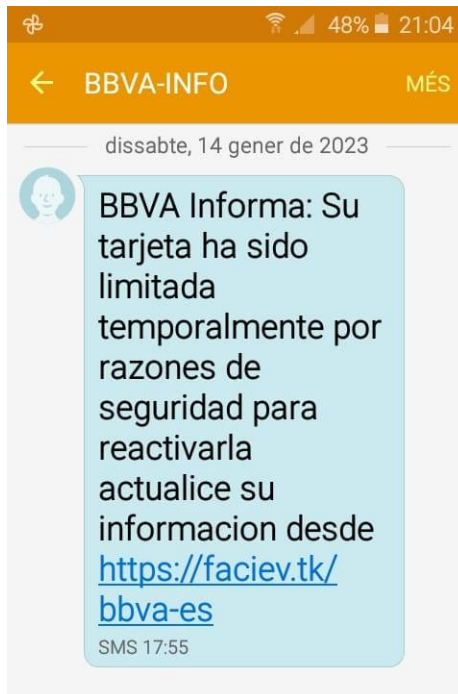 48% 21:04
BBVA-INFO MÉS
dissabte, 14 gener de 2023
BBVA Informa: Su
tarjeta ha sido
limitada
temporalmente por
razones de
seguridad para
reactivarla
actualice su
informacion desde
https://faciev.tk/
bbva-es
SMS 17:55